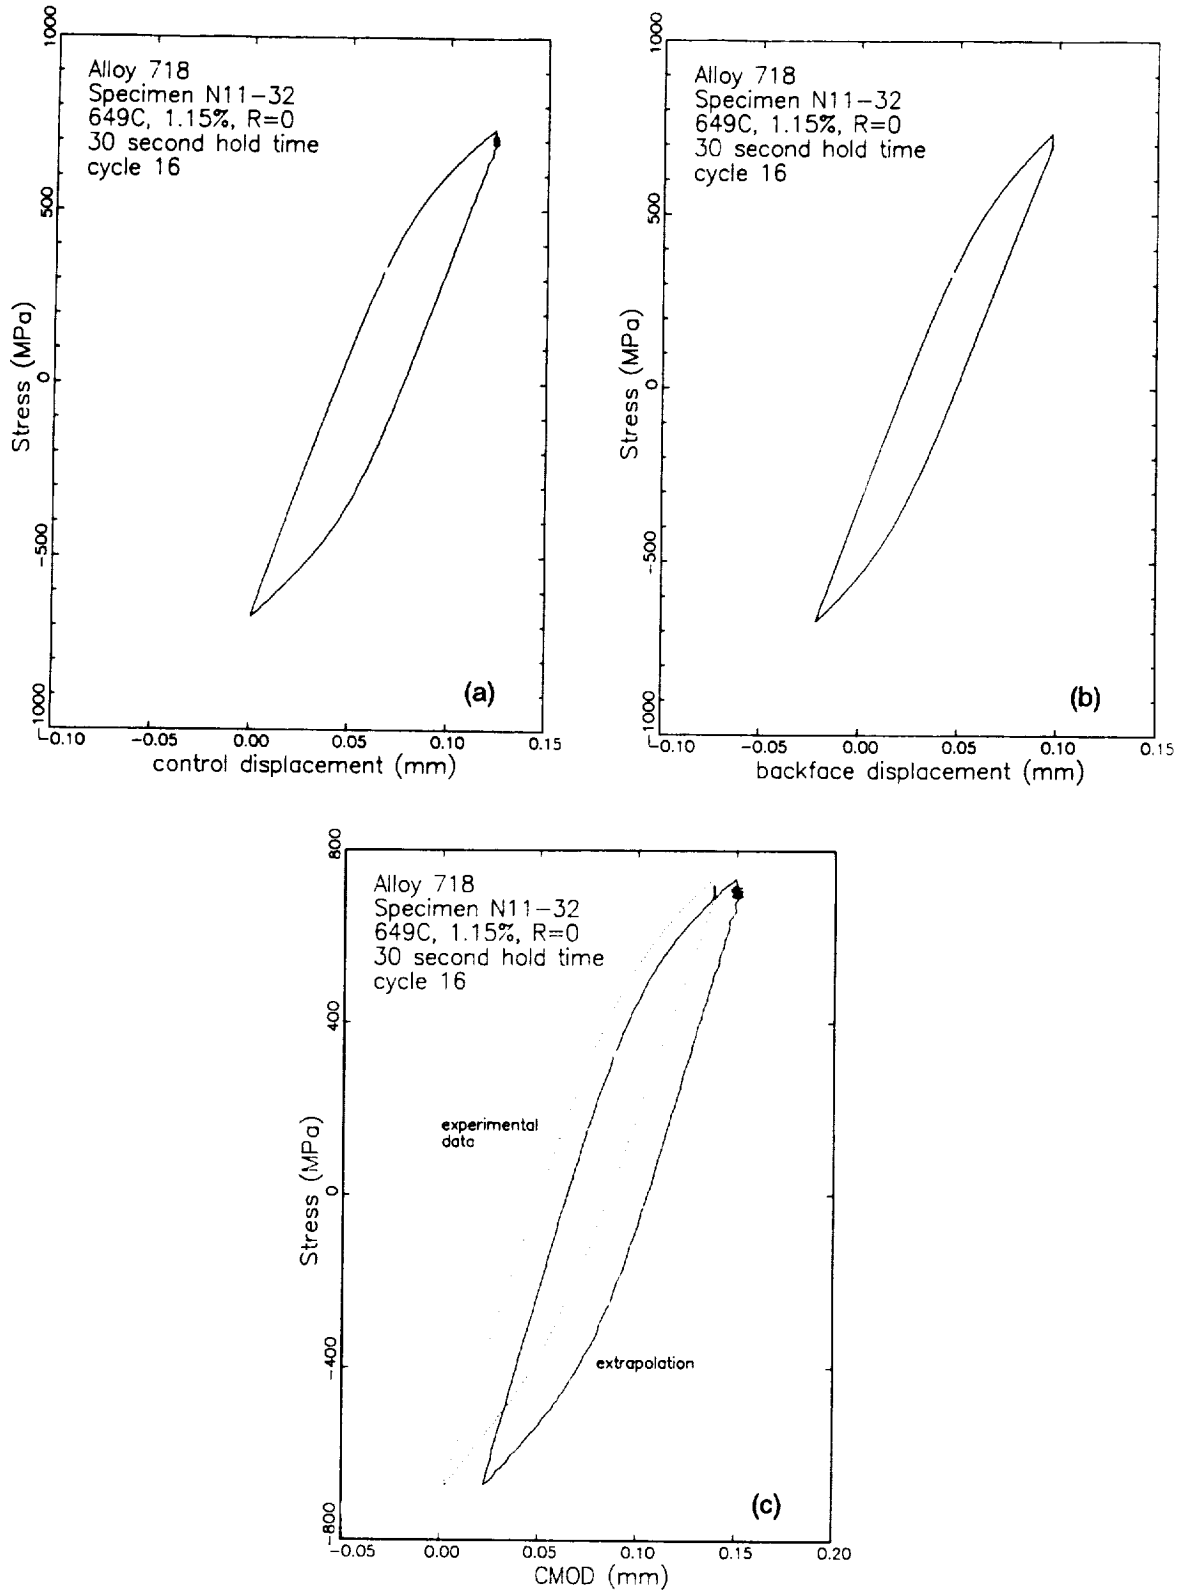 1000
500
0
-500
-1000
Stress (MPa)
Alloy 718
Specimen N11-32
649C, 1.15%, R=0
30 second hold time
cycle 16
(a)
-0.10 -0.05 0.00 0.05 0.10 0.15
control displacement (mm)
1000
500
0
-500
-1000
Stress (MPa)
Alloy 718
Specimen N11-32
649C, 1.15%, R=0
30 second hold time
cycle 16
(b)
-0.10 -0.05 0.00 0.05 0.10 0.15
backface displacement (mm)
800
400
0
-400
-800
Stress (MPa)
Alloy 718
Specimen N11-32
649C, 1.15%, R=0
30 second hold time
cycle 16
experimental
data
extrapolation
(c)
-0.05 0.00 0.05 0.10 0.15 0.20
CMOD (mm)